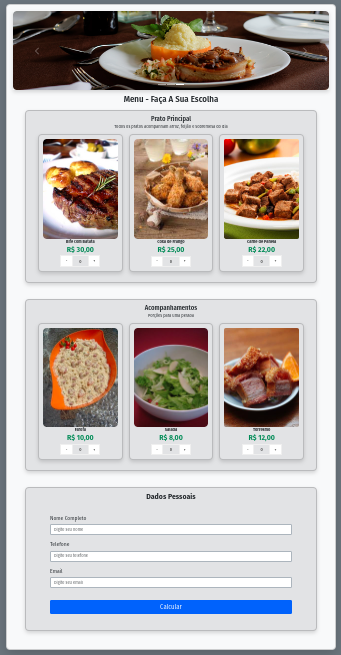 Menu - Faça A Sua Escolha
Prato Principal
Todos os pratos acompanham arroz, feijão e sobremesa do dia
Bife com Batata
Coxa de Frango
Carne de Panela
R$ 30,00
R$ 25,00
R$ 22,00
- 0 +
- 0 +
- 0 +
Acompanhamentos
Porções para uma pessoa
Farofa
Salada
Torresmo
R$ 10,00
R$ 8,00
R$ 12,00
- 0 +
- 0 +
- 0 +
Dados Pessoais
Nome Completo
Digite seu nome
Telefone
Digite seu telefone
Email
Digite seu email
Calcular